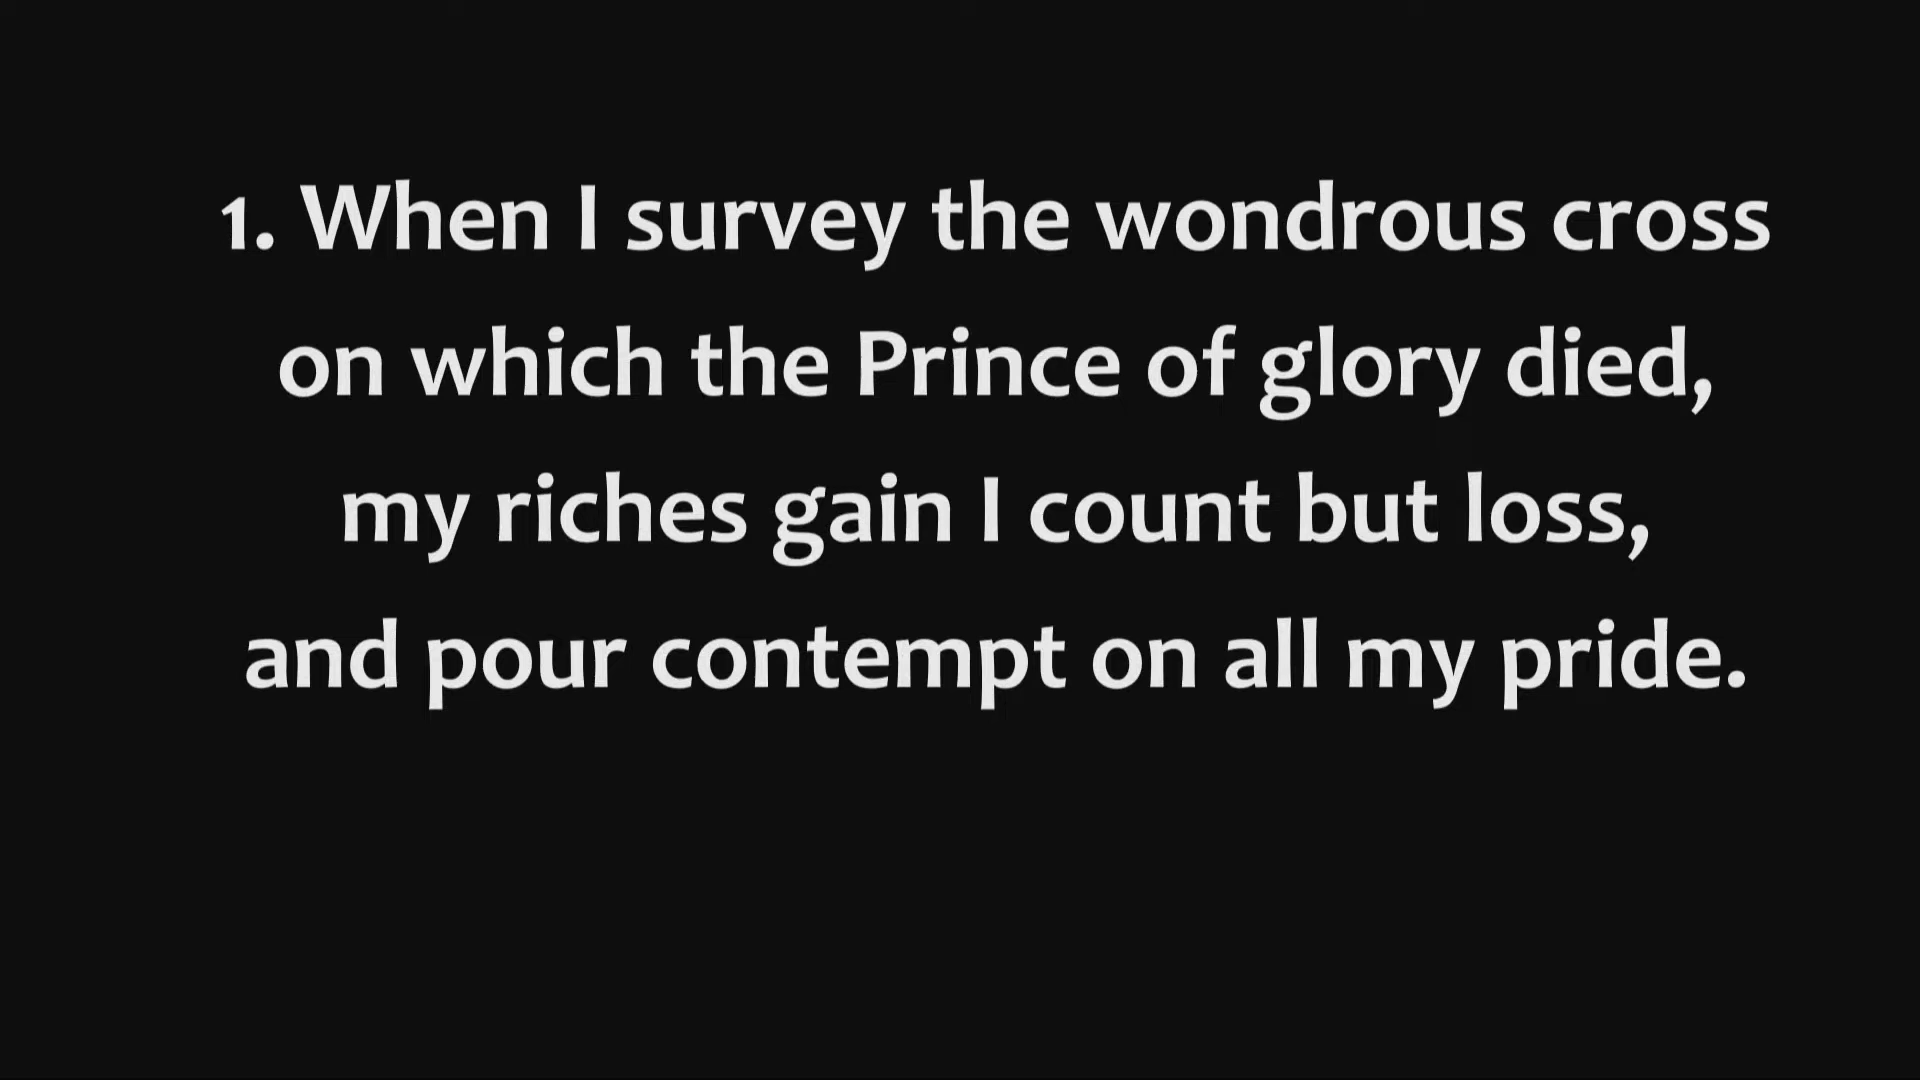 1. When I survey the wondrous cross
on which the Prince of glory died,
my riches gain I count but loss,
and pour contempt on all my pride.